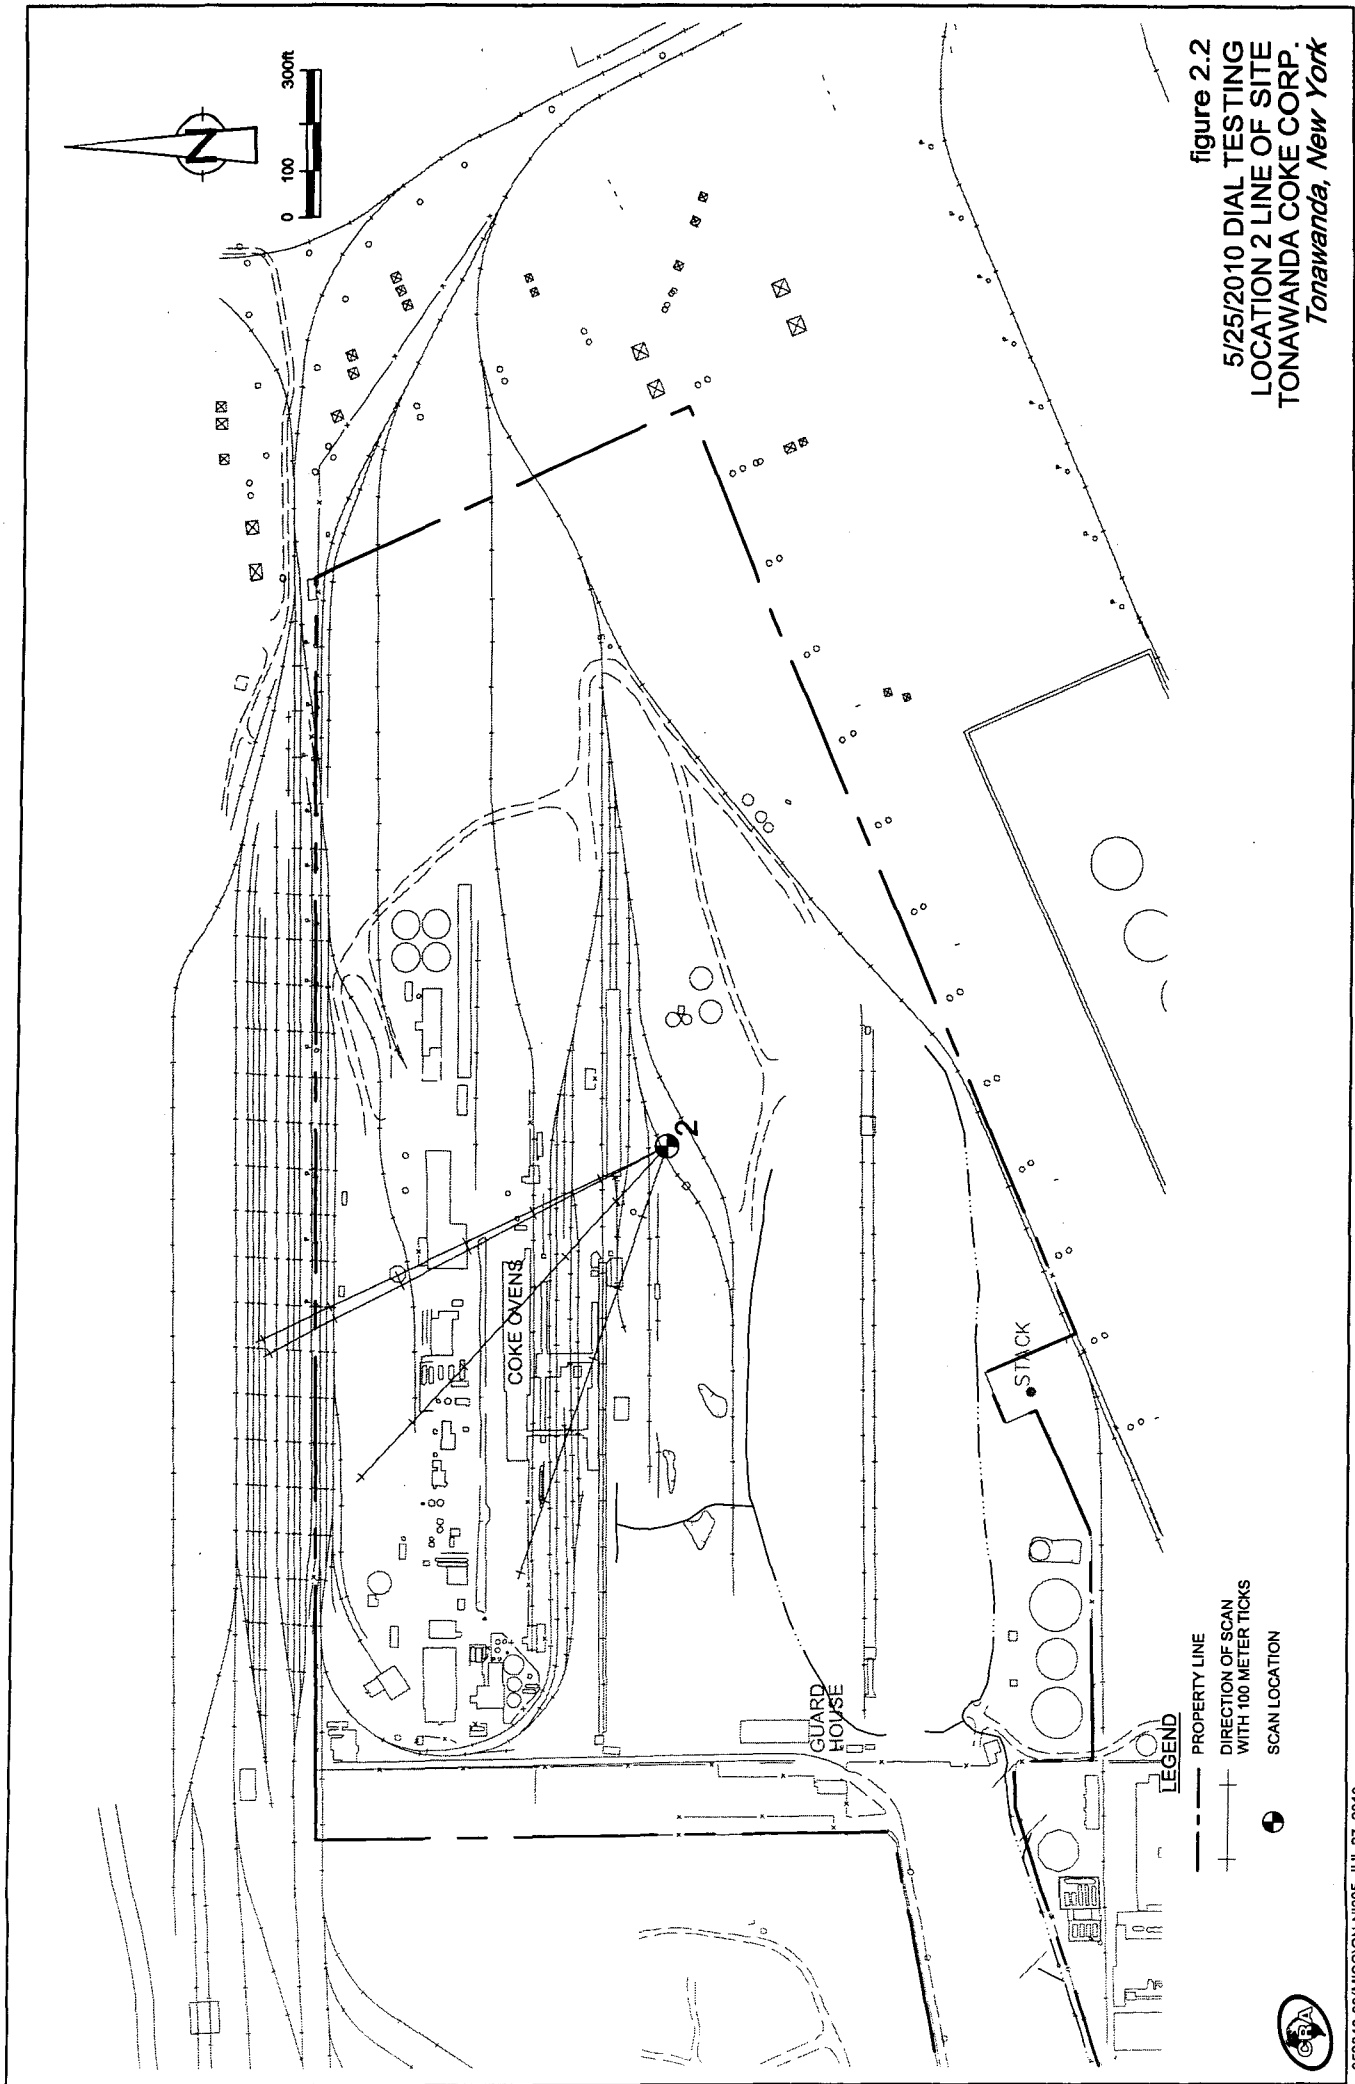 N
0 100 300ft
COKE OVENS
2
STACK
GUARD
HOUSE
LEGEND
PROPERTY LINE
DIRECTION OF SCAN
WITH 100 METER TICKS
SCAN LOCATION
CRA
figure 2.2
5/25/2010 DIAL TESTING
LOCATION 2 LINE OF SITE
TONAWANDA COKE CORP.
Tonawanda, New York